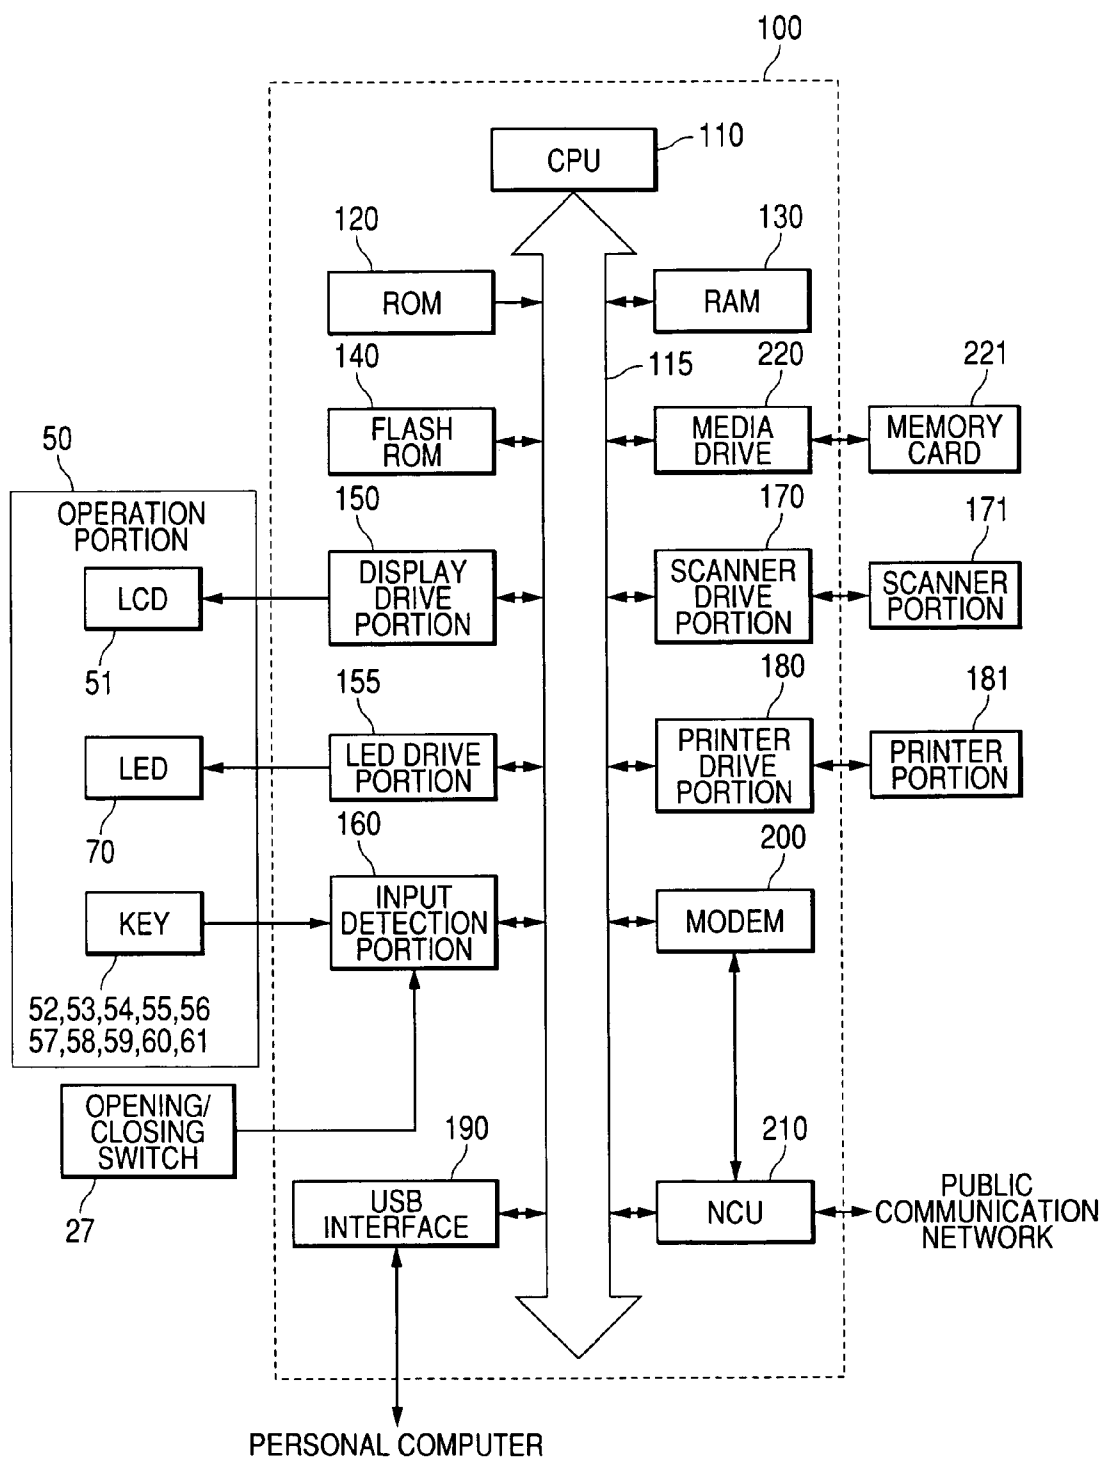 100
CPU
110
120
130
ROM
RAM
140
115
220
221
FLASH
ROM
MEDIA
DRIVE
MEMORY
CARD
50
OPERATION
PORTION
150
170
171
LCD
DISPLAY
DRIVE
PORTION
SCANNER
DRIVE
PORTION
SCANNER
PORTION
51
155
180
181
LED
LED DRIVE
PORTION
PRINTER
DRIVE
PORTION
PRINTER
PORTION
70
160
200
KEY
INPUT
DETECTION
PORTION
MODEM
52,53,54,55,56
57,58,59,60,61
OPENING/
CLOSING
SWITCH
27
190
210
USB
INTERFACE
NCU
PUBLIC
COMMUNICATION
NETWORK
PERSONAL COMPUTER